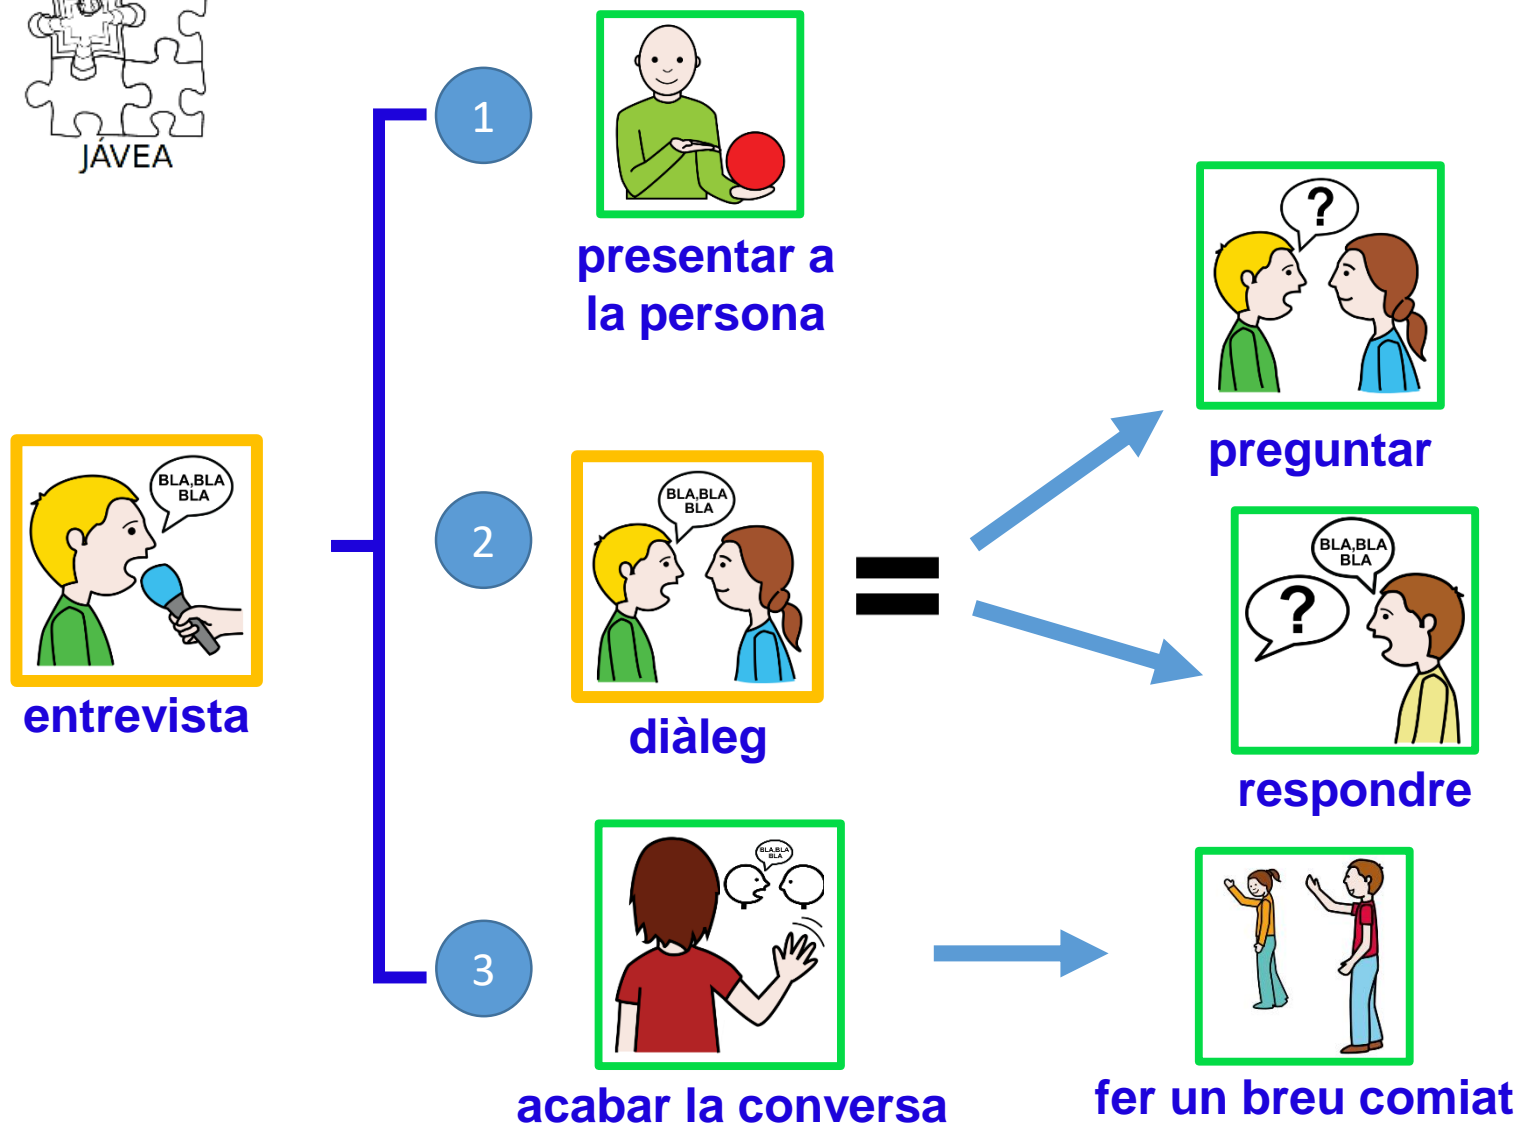 JÁVEA
1
presentar a
la persona
?
preguntar
BLA,BLA
BLA
entrevista
2
BLA,BLA
BLA
diàleg
=
BLA,BLA
BLA
?
respondre
3
BLA,BLA
BLA
acabar la conversa
fer un breu comiat